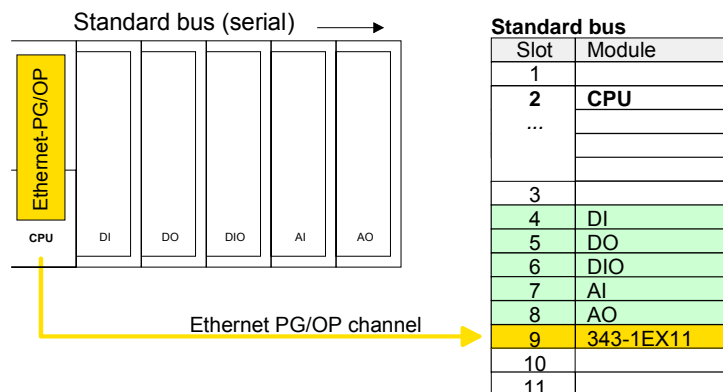 Standard bus (serial)
Ethernet-PG/OP
CPU DI DO DIO AI AO
Ethernet PG/OP channel
Standard bus
Slot Module
1
2 CPU
...
3
4 DI
5 DO
6 DIO
7 AI
8 AO
9 343-1EX11
10
11